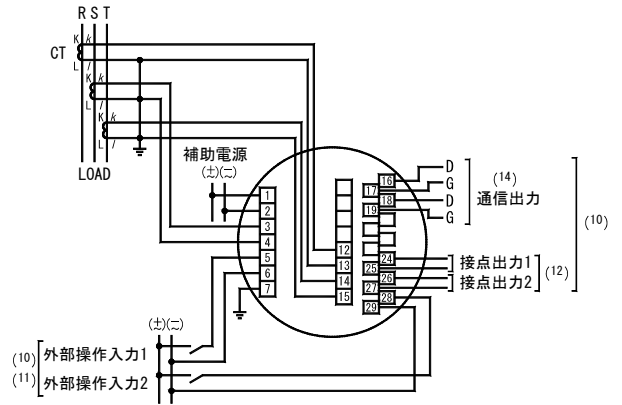 R S T
K k
CT
L l
K k
L l
K k
L l
LOAD
補助電源
(±)(−)
1
2
3
4
5
6
7
12
13
14
15
16
17
18
19
24
25
26
27
28
29
D
G
D
G
(14)
通信出力
(10)
接点出力1
接点出力2
(12)
(±)(−)
(10)
(11)
外部操作入力1
外部操作入力2